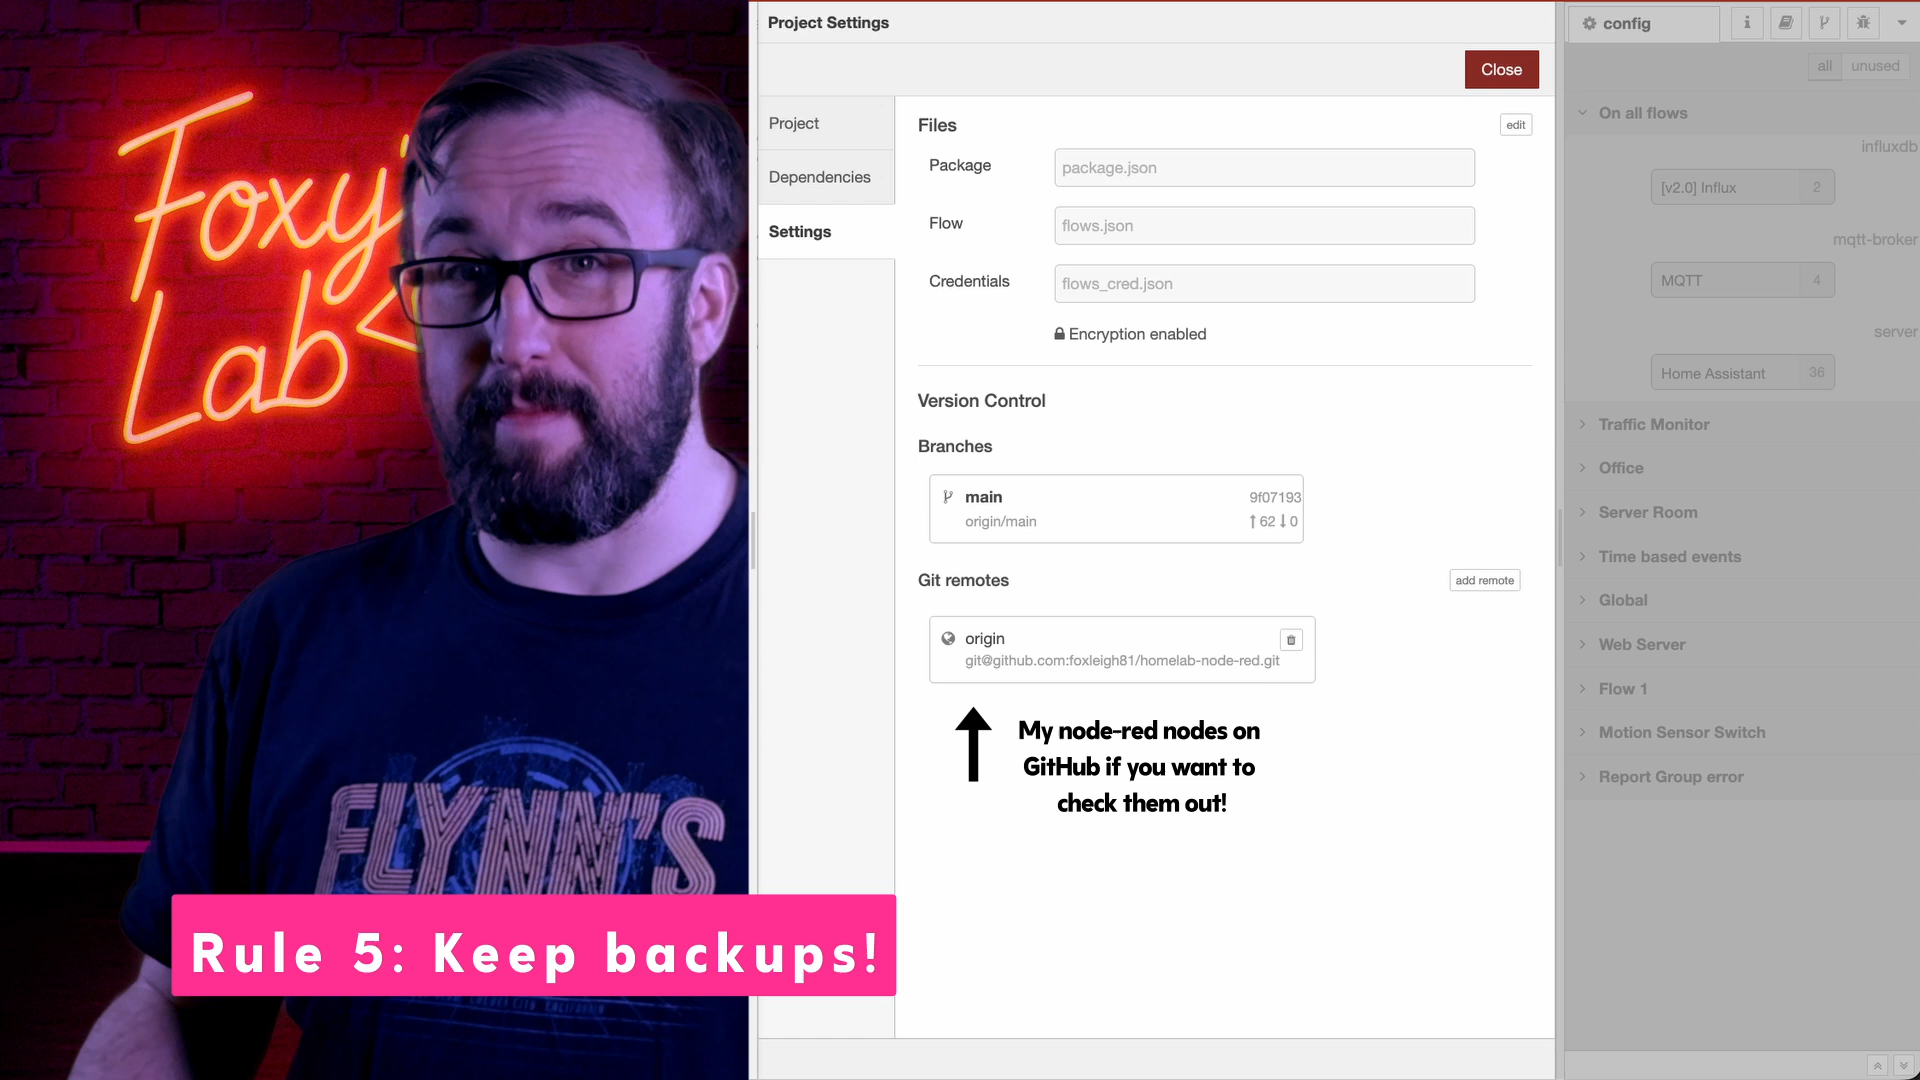 Foxy's
Lab
FLYNN'S
Rule 5: Keep backups!
Project Settings
Close
Project
Dependencies
Settings
Files
edit
Package
package.json
Flow
flows.json
Credentials
flows_cred.json
Encryption enabled
Version Control
Branches
main
9f07193
origin/main
↑ 62 ↓ 0
Git remotes
add remote
origin
git@github.com:foxleigh81/homelab-node-red.git
My node-red nodes on
GitHub if you want to
check them out!
config
all
unused
On all flows
influxdb
[v2.0] Influx
2
mqtt-broker
MQTT
4
server
Home Assistant
36
Traffic Monitor
Office
Server Room
Time based events
Global
Web Server
Flow 1
Motion Sensor Switch
Report Group error